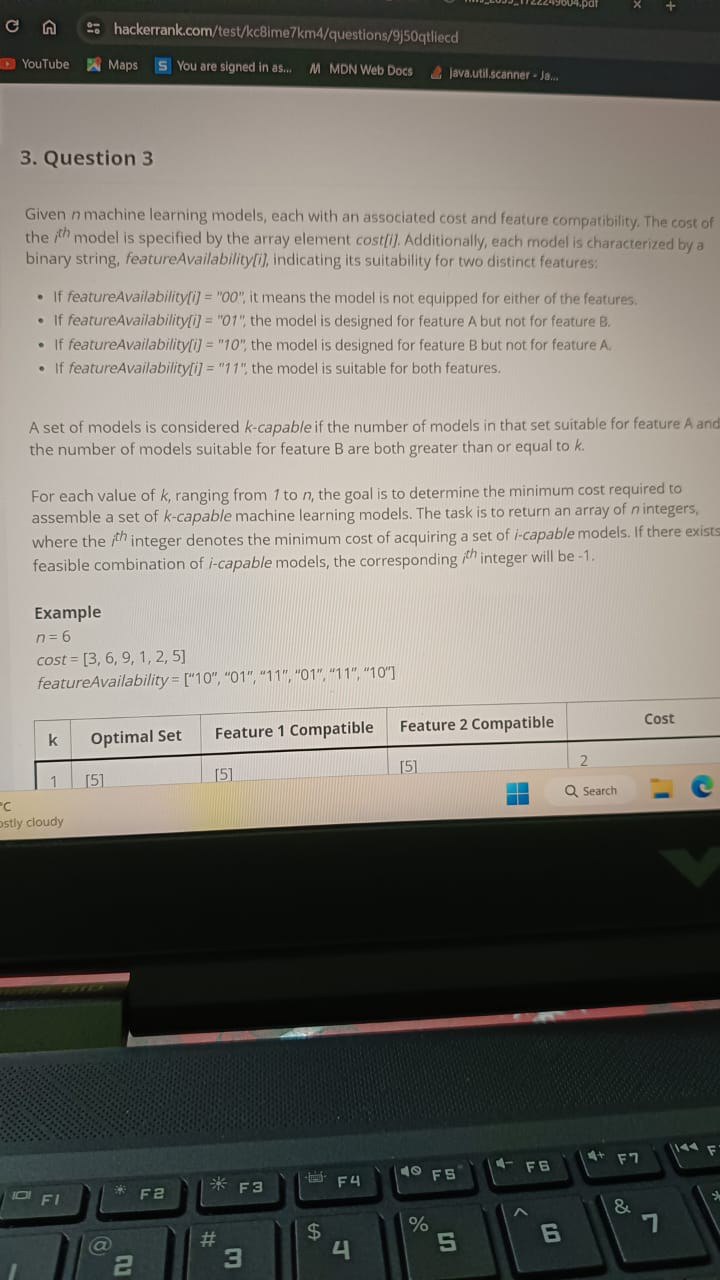 1722249604.pdf
hackerrank.com/test/kc8ime7km4/questions/9j50qtliecd
YouTube Maps S You are signed in as... M MDN Web Docs java.util.scanner - Ja...
3. Question 3
Given n machine learning models, each with an associated cost and feature compatibility. The cost of
the ith model is specified by the array element cost[i]. Additionally, each model is characterized by a
binary string, featureAvailability[i], indicating its suitability for two distinct features:
• If featureAvailability[i] = "00", it means the model is not equipped for either of the features.
• If featureAvailability[i] = "01", the model is designed for feature A but not for feature B.
• If featureAvailability[i] = "10", the model is designed for feature B but not for feature A.
• If featureAvailability[i] = "11", the model is suitable for both features.
A set of models is considered k-capable if the number of models in that set suitable for feature A and
the number of models suitable for feature B are both greater than or equal to k.
For each value of k, ranging from 1 to n, the goal is to determine the minimum cost required to
assemble a set of k-capable machine learning models. The task is to return an array of n integers,
where the ith integer denotes the minimum cost of acquiring a set of i-capable models. If there exists
feasible combination of i-capable models, the corresponding ith integer will be -1.
Example
n = 6
cost = [3, 6, 9, 1, 2, 5]
featureAvailability = ["10", "01", "11", "01", "11", "10"]
k Optimal Set Feature 1 Compatible Feature 2 Compatible Cost
1 [5] [5] [5] 2
°C
ostly cloudy
Search
F1 F2 F3 F4 F5 F6 F7 F
@ # $ % ^ &
2 3 4 5 6 7